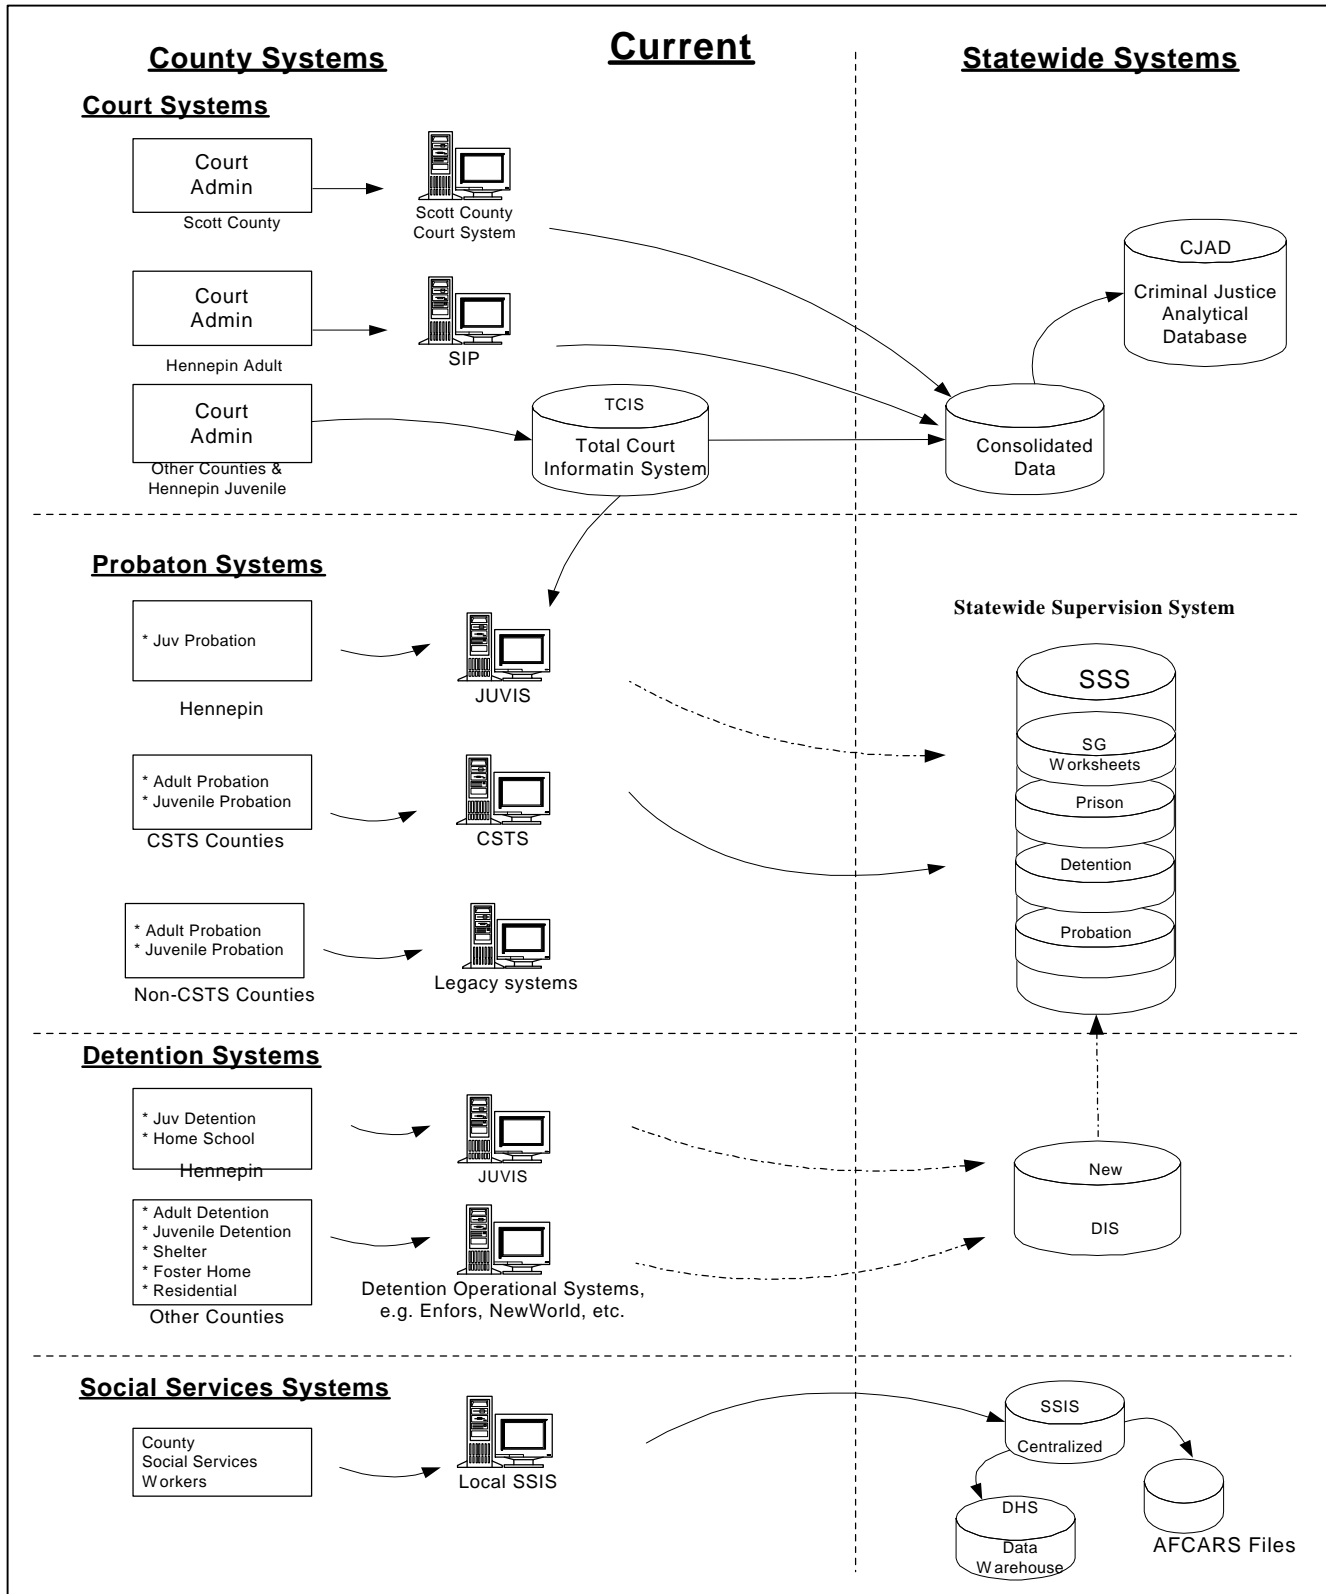 Current
County Systems
Statewide Systems
Court Systems
Court
Admin
Scott County
Scott County
Court System
Court
Admin
Hennepin Adult
SIP
Court
Admin
Other Counties &
Hennepin Juvenile
TCIS
Total Court
Informatin System
Consolidated
Data
CJAD
Criminal Justice
Analytical
Database
Probaton Systems
* Juv Probation
Hennepin
JUVIS
* Adult Probation
* Juvenile Probation
CSTS Counties
CSTS
* Adult Probation
* Juvenile Probation
Non-CSTS Counties
Legacy systems
Statewide Supervision System
SSS
SG
Worksheets
Prison
Detention
Probation
Detention Systems
* Juv Detention
* Home School
Hennepin
JUVIS
* Adult Detention
* Juvenile Detention
* Shelter
* Foster Home
* Residential
Other Counties
Detention Operational Systems,
e.g. Enfors, NewWorld, etc.
New
DIS
Social Services Systems
County
Social Services
Workers
Local SSIS
SSIS
Centralized
DHS
Data
Warehouse
AFCARS Files